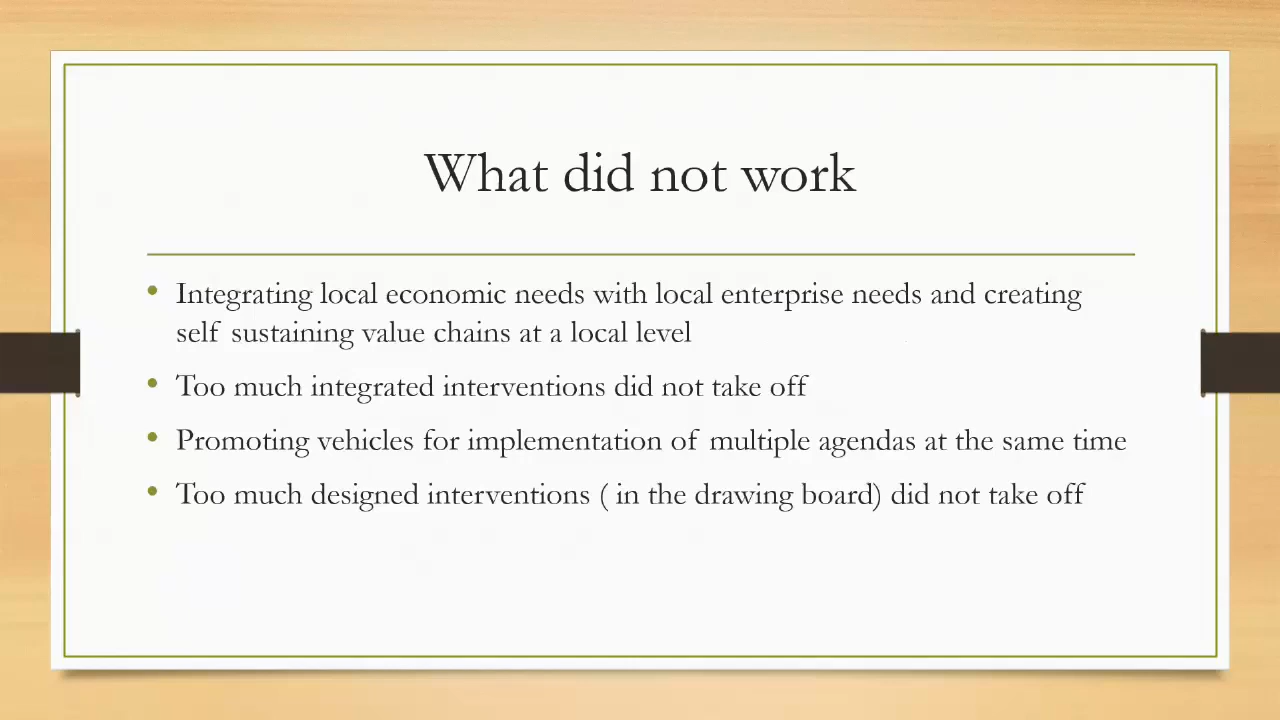 What did not work
• Integrating local economic needs with local enterprise needs and creating
self sustaining value chains at a local level
• Too much integrated interventions did not take off
• Promoting vehicles for implementation of multiple agendas at the same time
• Too much designed interventions ( in the drawing board) did not take off